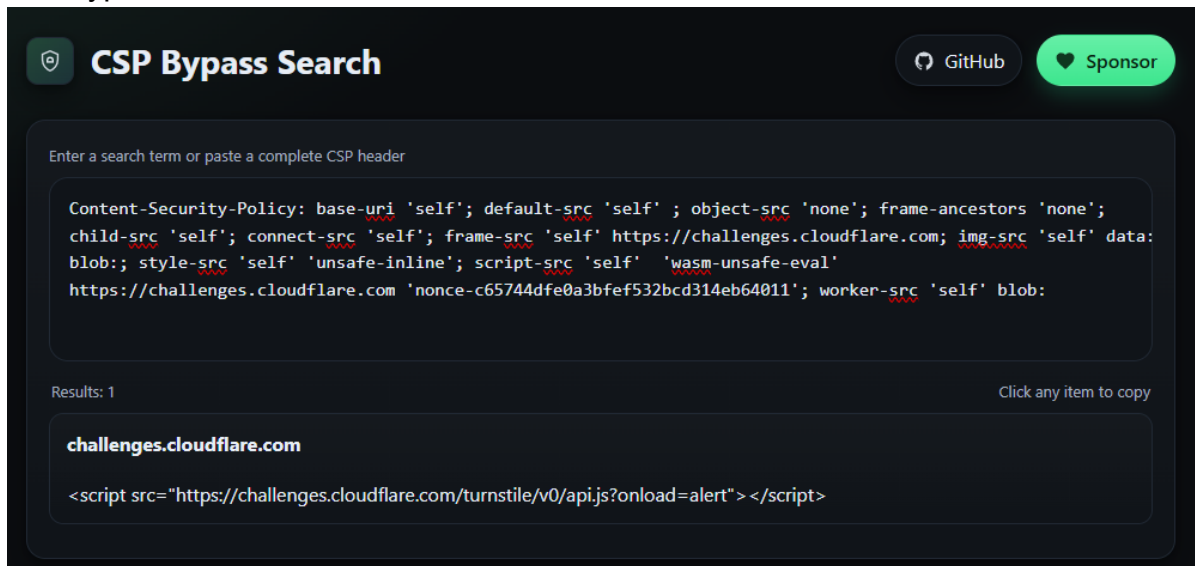 CSP Bypass Search
GitHub
Sponsor
Enter a search term or paste a complete CSP header
Content-Security-Policy: base-uri 'self'; default-src 'self' ; object-src 'none'; frame-ancestors 'none';
child-src 'self'; connect-src 'self'; frame-src 'self' https://challenges.cloudflare.com; img-src 'self' data:
blob:; style-src 'self' 'unsafe-inline'; script-src 'self'  'wasm-unsafe-eval'
https://challenges.cloudflare.com 'nonce-c65744dfe0a3bfef532bcd314eb64011'; worker-src 'self' blob:
Results: 1
Click any item to copy
challenges.cloudflare.com
<script src="https://challenges.cloudflare.com/turnstile/v0/api.js?onload=alert"></script>